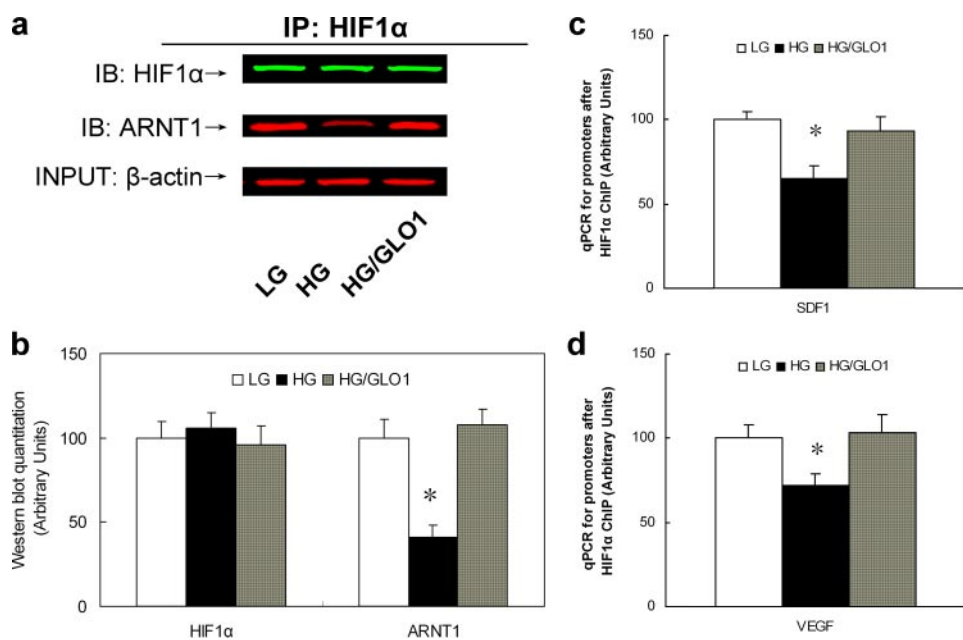 a
IP: HIF1α
IB: HIF1α→
IB: ARNT1→
INPUT: β-actin→
LG
HG
HG/GLO1
b
Western blot quantitation
(Arbitrary Units)
150
100
50
0
LG HG HG/GLO1
*
HIF1α ARNT1
c
qPCR for promoters after
HIF1α ChIP (Arbitrary Units)
150
100
50
0
LG HG HG/GLO1
*
SDF1
d
qPCR for promoters after
HIF1α ChIP (Arbitrary Units)
150
100
50
0
LG HG HG/GLO1
*
VEGF